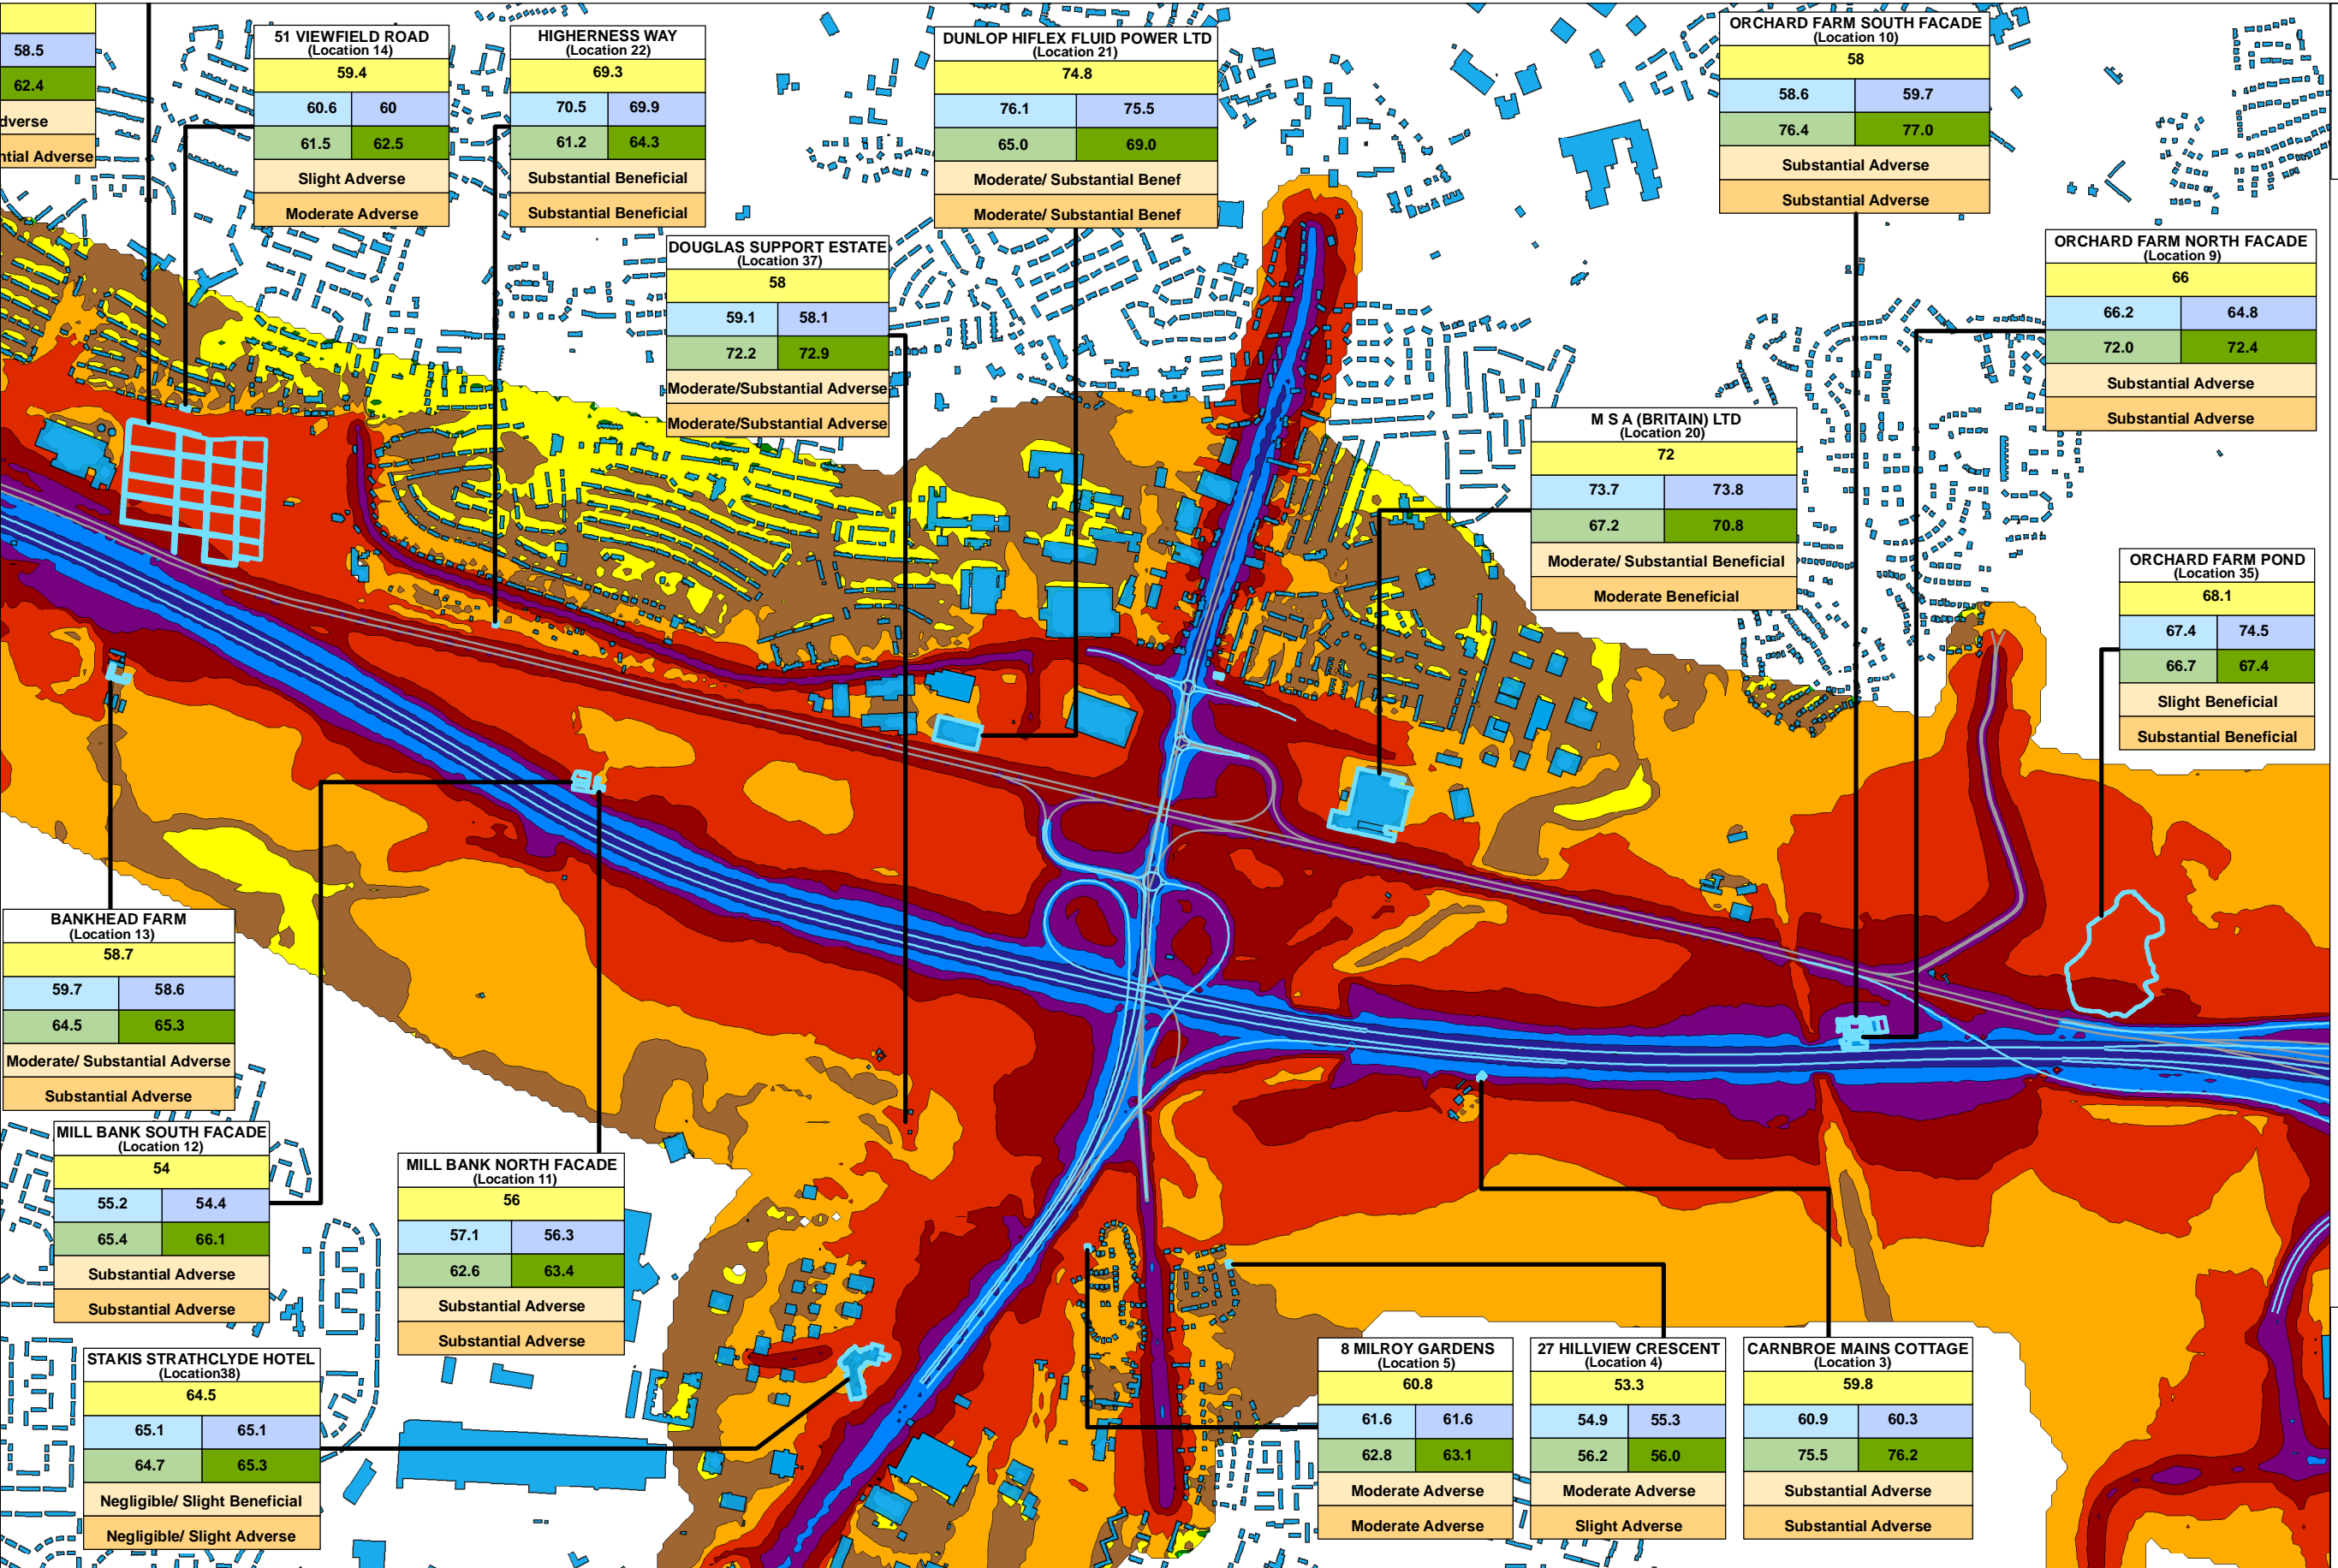 58.5
62.4
51 VIEWFIELD ROAD
(Location 14)
59.4
60.6 60
61.5 62.5
Slight Adverse
Moderate Adverse
HIGHERNESS WAY
(Location 22)
69.3
70.5 69.9
61.2 64.3
Substantial Beneficial
Substantial Beneficial
DUNLOP HIFLEX FLUID POWER LTD
(Location 21)
74.8
76.1 75.5
65.0 69.0
Moderate/ Substantial Benef
Moderate/ Substantial Benef
ORCHARD FARM SOUTH FACADE
(Location 10)
58
58.6 59.7
76.4 77.0
Substantial Adverse
Substantial Adverse
DOUGLAS SUPPORT ESTATE
(Location 37)
58
59.1 58.1
72.2 72.9
Moderate/Substantial Adverse
Moderate/Substantial Adverse
ORCHARD FARM NORTH FACADE
(Location 9)
66
66.2 64.8
72.0 72.4
Substantial Adverse
Substantial Adverse
M S A (BRITAIN) LTD
(Location 20)
72
73.7 73.8
67.2 70.8
Moderate/ Substantial Beneficial
Moderate Beneficial
ORCHARD FARM POND
(Location 35)
68.1
67.4 74.5
66.7 67.4
Slight Beneficial
Substantial Beneficial
BANKHEAD FARM
(Location 13)
58.7
59.7 58.6
64.5 65.3
Moderate/ Substantial Adverse
Substantial Adverse
MILL BANK SOUTH FACADE
(Location 12)
54
55.2 54.4
65.4 66.1
Substantial Adverse
Substantial Adverse
MILL BANK NORTH FACADE
(Location 11)
56
57.1 56.3
62.6 63.4
Substantial Adverse
Substantial Adverse
STAKIS STRATHCLYDE HOTEL
(Location38)
64.5
65.1 65.1
64.7 65.3
Negligible/ Slight Beneficial
Negligible/ Slight Adverse
8 MILROY GARDENS
(Location 5)
60.8
61.6 61.6
62.8 63.1
Moderate Adverse
Moderate Adverse
27 HILLVIEW CRESCENT
(Location 4)
53.3
54.9 55.3
56.2 56.0
Moderate Adverse
Slight Adverse
CARNBROE MAINS COTTAGE
(Location 3)
59.8
60.9 60.3
75.5 76.2
Substantial Adverse
Substantial Adverse